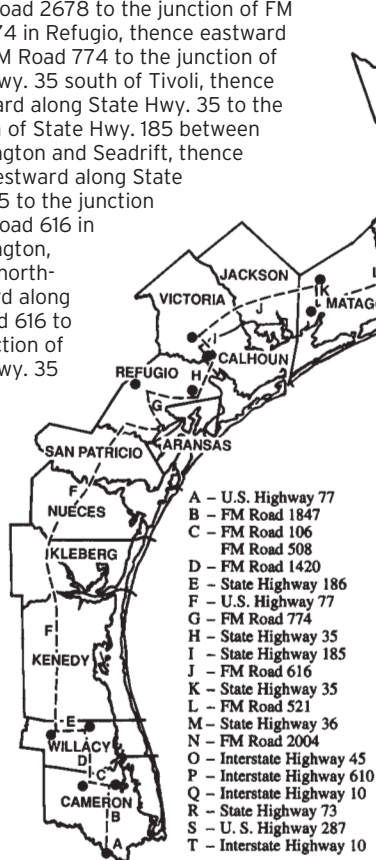 oad 2678 to the junction of FM
74 in Refugio, thence eastward
M Road 774 to the junction of
wy. 35 south of Tivoli, thence
ard along State Hwy. 35 to the
n of State Hwy. 185 between
ngton and Seadrift, thence
estward along State
5 to the junction
oad 616 in
ngton,
north-
rd along
d 616 to
ction of
wy. 35
JACKSON
VICTORIA
K
L
MATAG
J
I
CALHOUN
REFUGIO
H
G
ARANSAS
SAN PATRICIO
F
NUECES
KLEBERG
F
KENEDY
E
WILLACY
D
C
CAMERON
B
A
A – U.S. Highway 77
B – FM Road 1847
C – FM Road 106
FM Road 508
D – FM Road 1420
E – State Highway 186
F – U.S. Highway 77
G – FM Road 774
H – State Highway 35
I – State Highway 185
J – FM Road 616
K – State Highway 35
L – FM Road 521
M – State Highway 36
N – FM Road 2004
O – Interstate Highway 45
P – Interstate Highway 610
Q – Interstate Highway 10
R – State Highway 73
S – U. S. Highway 287
T – Interstate Highway 10